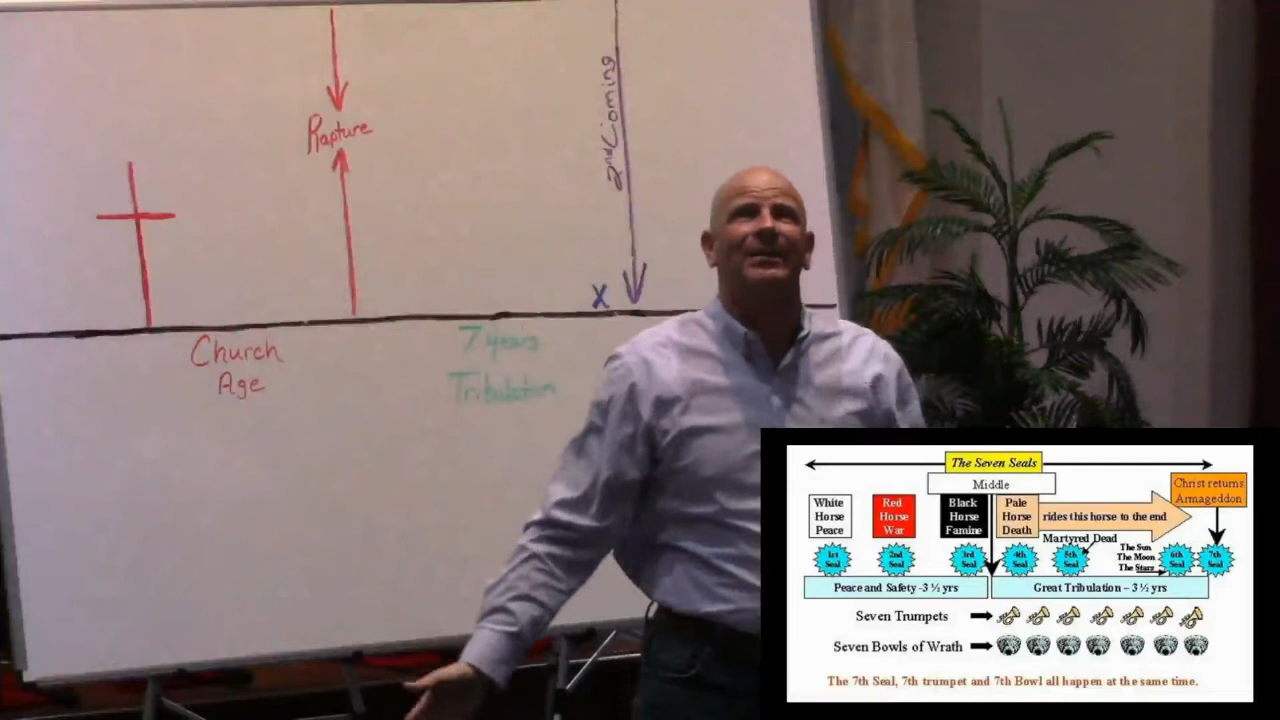 Rapture
2nd Coming
X
Church
Age
7 years
Tribulation
The Seven Seals
Middle
Christ returns
Armageddon
White
Horse
Peace
Red
Horse
War
Black
Horse
Famine
Pale
Horse
Death
rides this horse to the end
Martyred Dead
The Sun
The Moon
The Stars
1st
Seal
2nd
Seal
3rd
Seal
4th
Seal
5th
Seal
6th
Seal
7th
Seal
Peace and Safety -3 ½ yrs
Great Tribulation – 3 ½ yrs
Seven Trumpets
Seven Bowls of Wrath
The 7th Seal, 7th trumpet and 7th Bowl all happen at the same time.